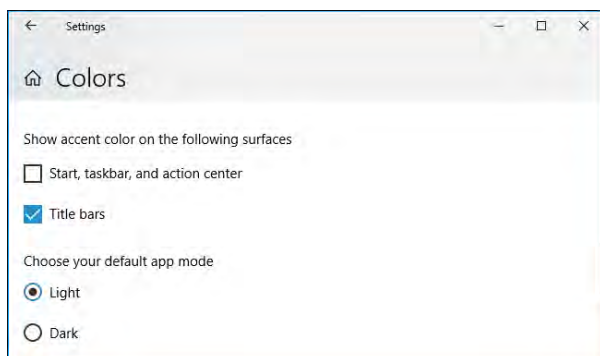 Settings
Colors
Show accent color on the following surfaces
Start, taskbar, and action center
Title bars
Choose your default app mode
Light
Dark